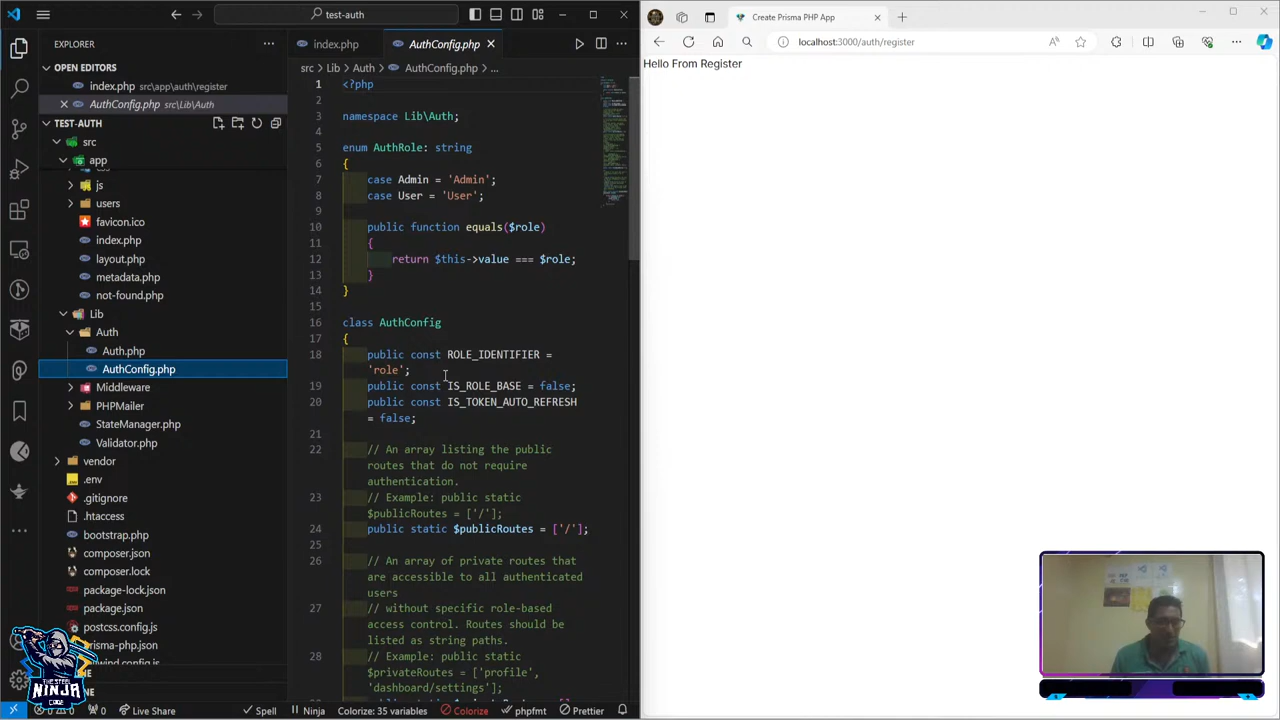 test-auth
Create Prisma PHP App
localhost:3000/auth/register
Hello From Register
EXPLORER
OPEN EDITORS
index.php src\app\auth\register
AuthConfig.php src\Lib\Auth
TEST-AUTH
src
app
js
users
favicon.ico
index.php
layout.php
metadata.php
not-found.php
Lib
Auth
Auth.php
AuthConfig.php
Middleware
PHPMailer
StateManager.php
Validator.php
vendor
.env
.gitignore
.htaccess
bootstrap.php
composer.json
composer.lock
package-lock.json
package.json
postcss.config.js
prisma-php.json
index.php
AuthConfig.php
src > Lib > Auth > AuthConfig.php > ...
1 <?php
2
3 namespace Lib\Auth;
4
5 enum AuthRole: string
6 {
7 case Admin = 'Admin';
8 case User = 'User';
9
10 public function equals($role)
11 {
12 return $this->value === $role;
13 }
14 }
15
16 class AuthConfig
17 {
18 public const ROLE_IDENTIFIER =
'role';
19 public const IS_ROLE_BASE = false;
20 public const IS_TOKEN_AUTO_REFRESH
= false;
21
22 // An array listing the public
routes that do not require
authentication.
23 // Example: public static
$publicRoutes = ['/'];
24 public static $publicRoutes = ['/'];
25
26 // An array of private routes that
are accessible to all authenticated
users
27 // without specific role-based
access control. Routes should be
listed as string paths.
28 // Example: public static
$privateRoutes = ['profile',
'dashboard/settings'];
NINJA
CODE
0
Live Share
Spell
Ninja
Colorize: 35 variables
Colorize
phpfmt
Prettier